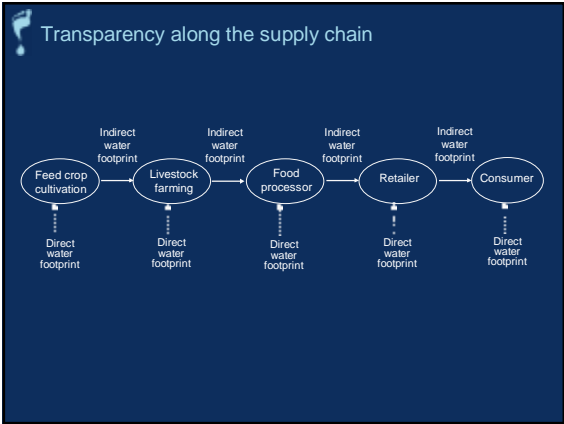 Transparency along the supply chain
Indirect
water
footprint
Indirect
water
footprint
Indirect
water
footprint
Indirect
water
footprint
Feed crop
cultivation
Livestock
farming
Food
processor
Retailer
Consumer
Direct
water
footprint
Direct
water
footprint
Direct
water
footprint
Direct
water
footprint
Direct
water
footprint